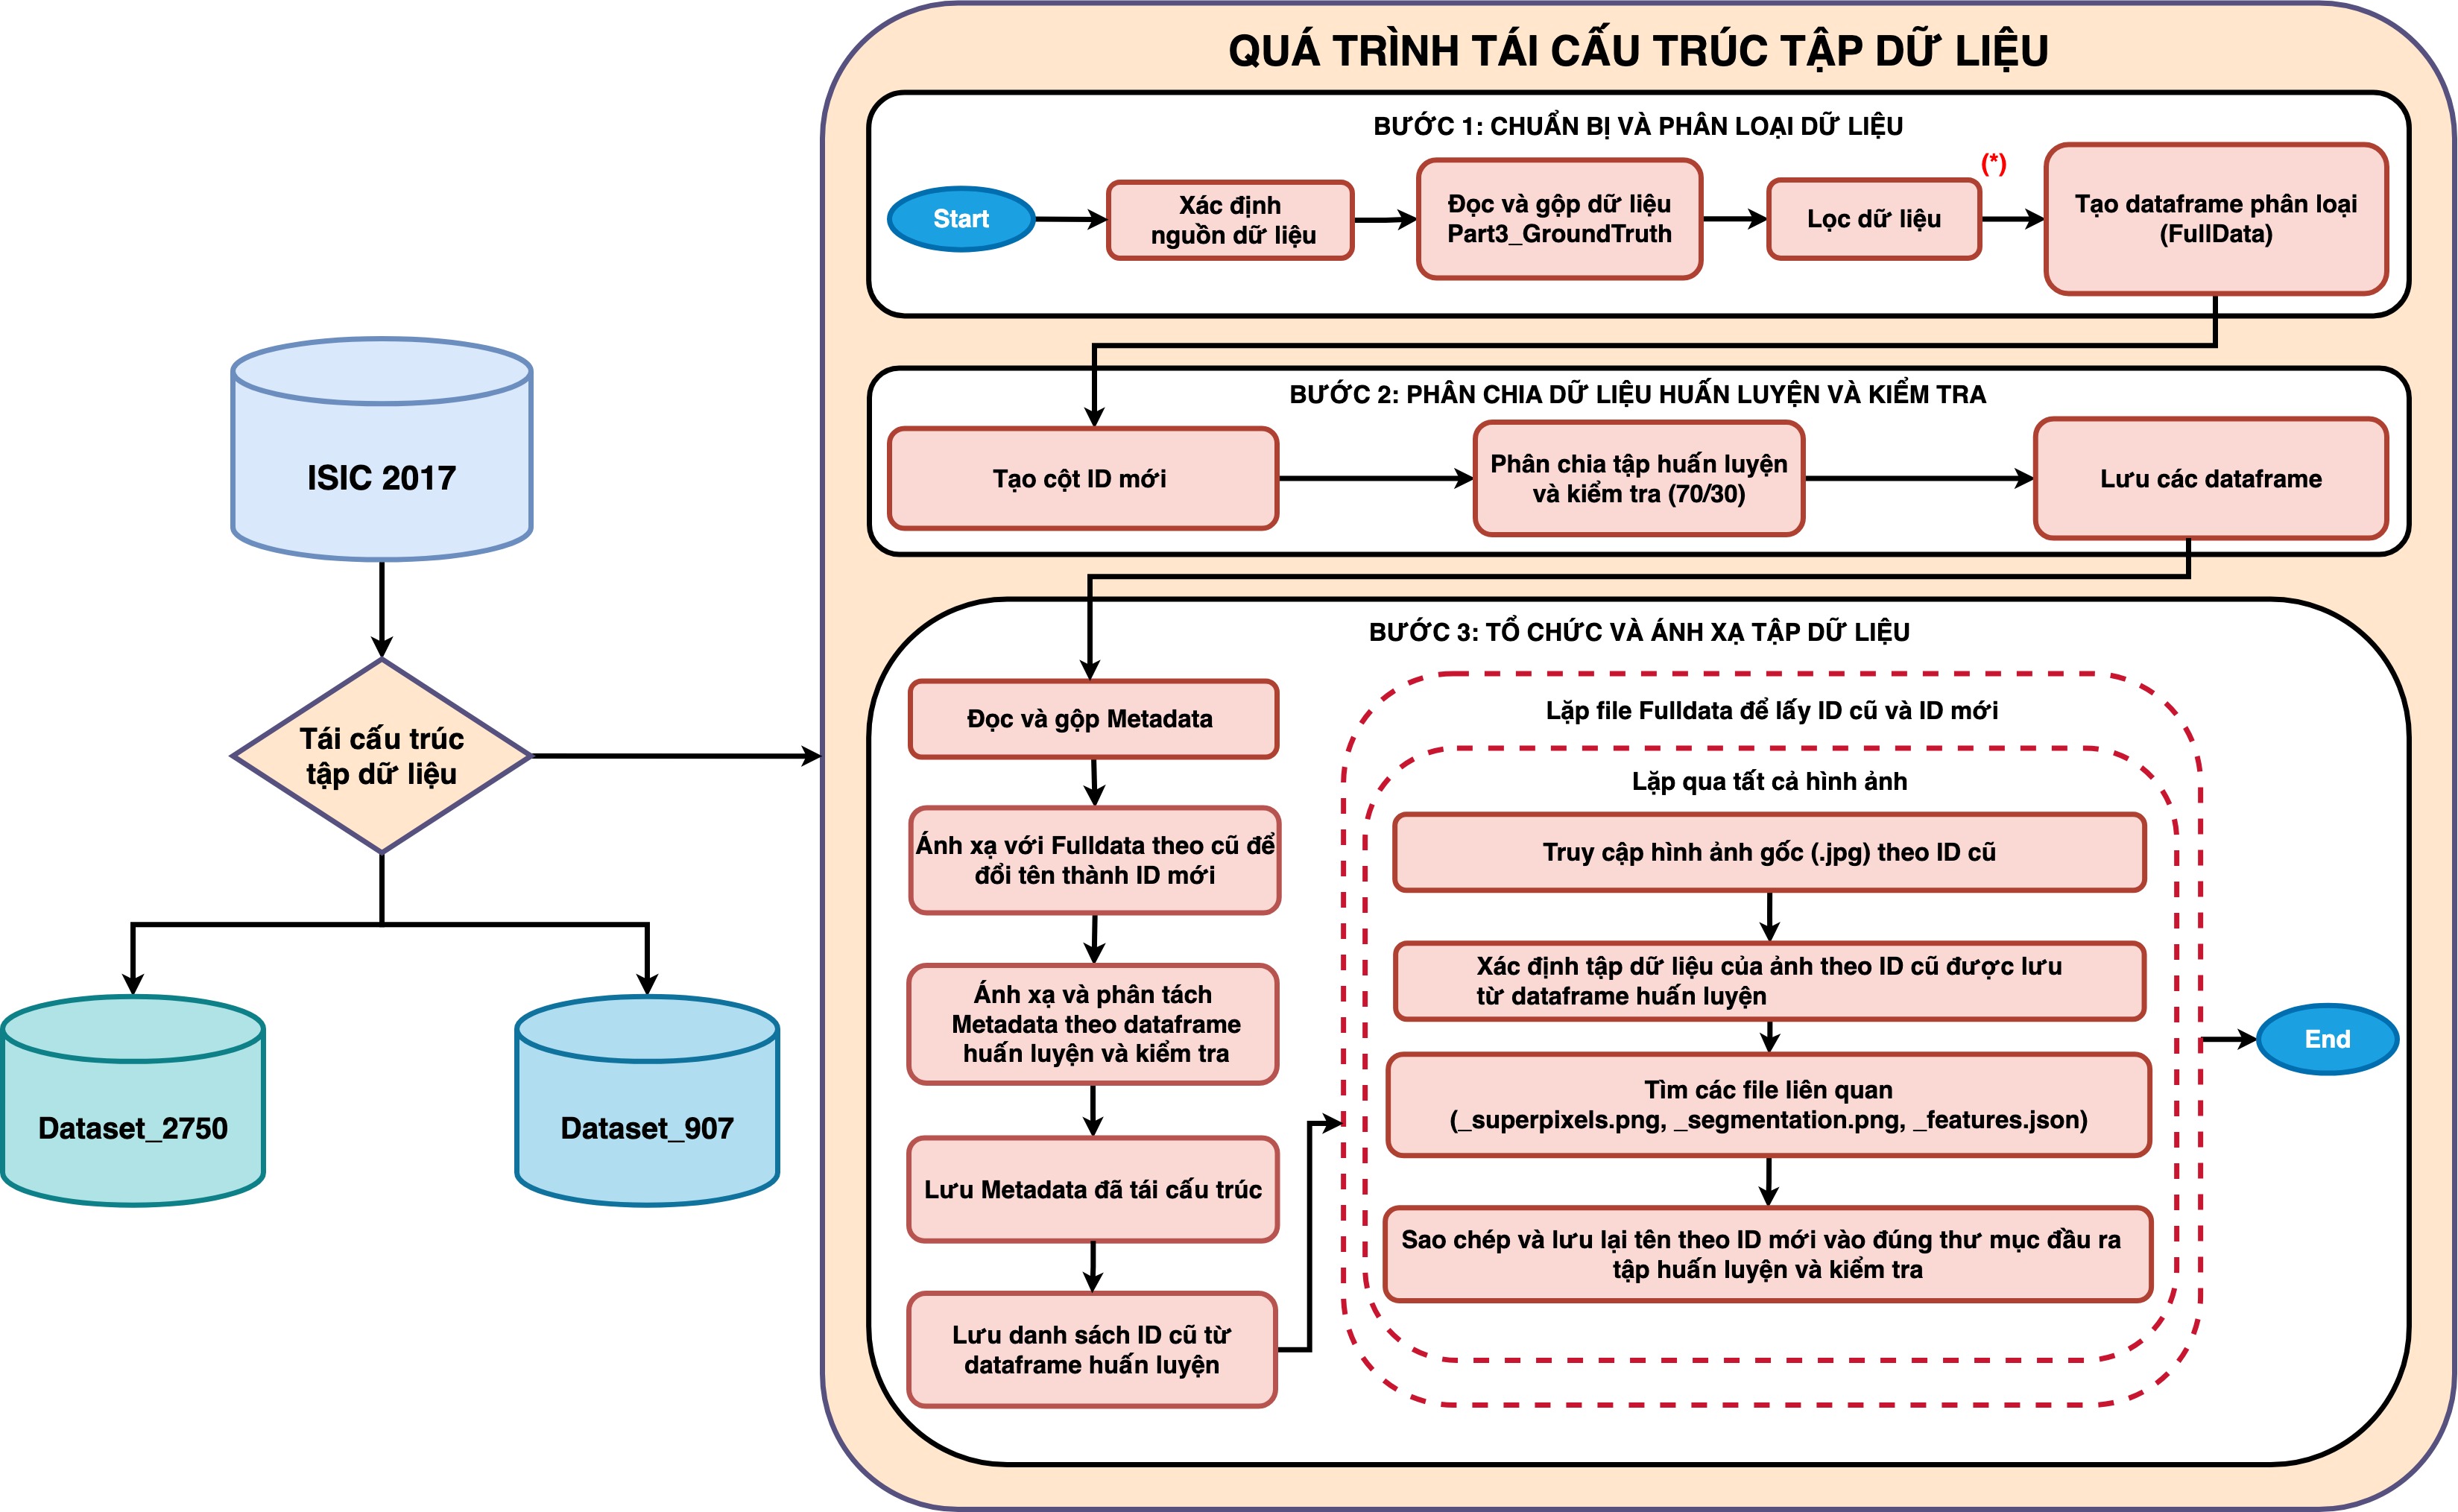 QUÁ TRÌNH TÁI CẤU TRÚC TẬP DỮ LIỆU
BƯỚC 1: CHUẨN BỊ VÀ PHÂN LOẠI DỮ LIỆU
Start
Xác định
nguồn dữ liệu
Đọc và gộp dữ liệu
Part3_GroundTruth
Lọc dữ liệu
(*)
Tạo dataframe phân loại
(FullData)
BƯỚC 2: PHÂN CHIA DỮ LIỆU HUẤN LUYỆN VÀ KIỂM TRA
Tạo cột ID mới
Phân chia tập huấn luyện
và kiểm tra (70/30)
Lưu các dataframe
BƯỚC 3: TỔ CHỨC VÀ ÁNH XẠ TẬP DỮ LIỆU
Đọc và gộp Metadata
Ánh xạ với Fulldata theo cũ để
đổi tên thành ID mới
Ánh xạ và phân tách
Metadata theo dataframe
huấn luyện và kiểm tra
Lưu Metadata đã tái cấu trúc
Lưu danh sách ID cũ từ
dataframe huấn luyện
Lặp file Fulldata để lấy ID cũ và ID mới
Lặp qua tất cả hình ảnh
Truy cập hình ảnh gốc (.jpg) theo ID cũ
Xác định tập dữ liệu của ảnh theo ID cũ được lưu
từ dataframe huấn luyện
Tìm các file liên quan
(_superpixels.png, _segmentation.png, _features.json)
Sao chép và lưu lại tên theo ID mới vào đúng thư mục đầu ra
tập huấn luyện và kiểm tra
End
ISIC 2017
Tái cấu trúc
tập dữ liệu
Dataset_2750
Dataset_907